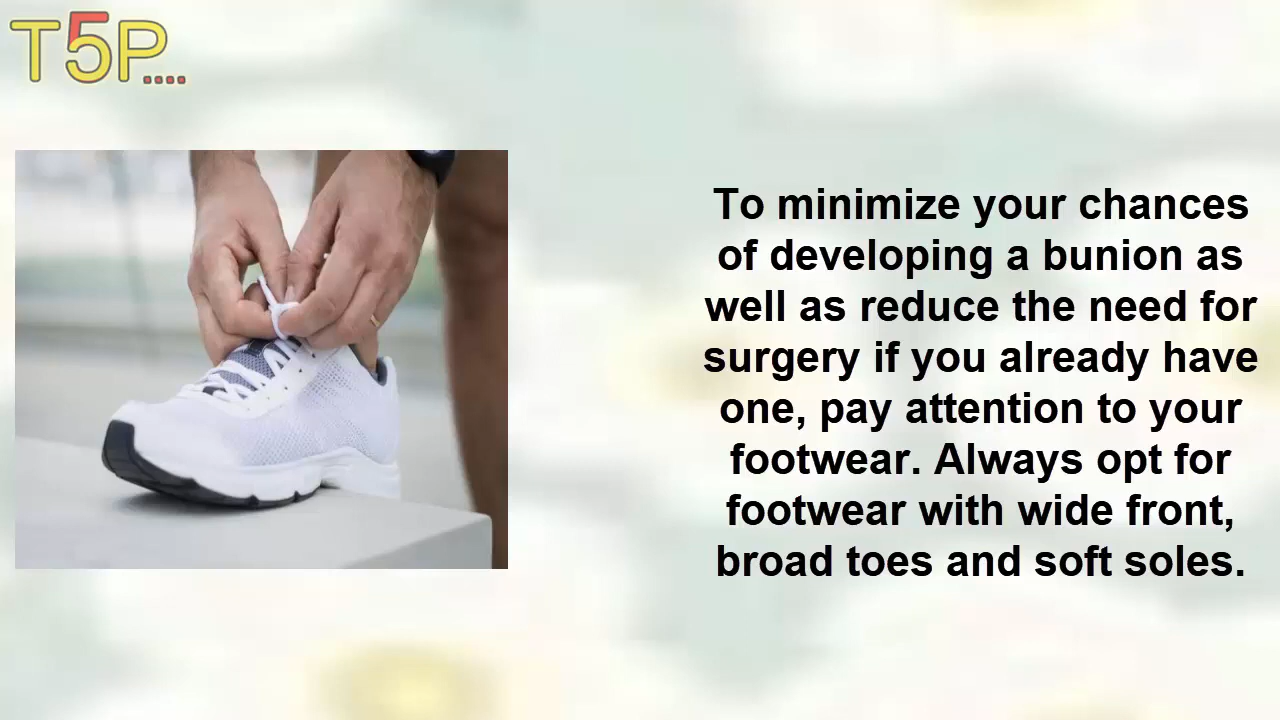 T5P....
To minimize your chances
of developing a bunion as
well as reduce the need for
surgery if you already have
one, pay attention to your
footwear. Always opt for
footwear with wide front,
broad toes and soft soles.